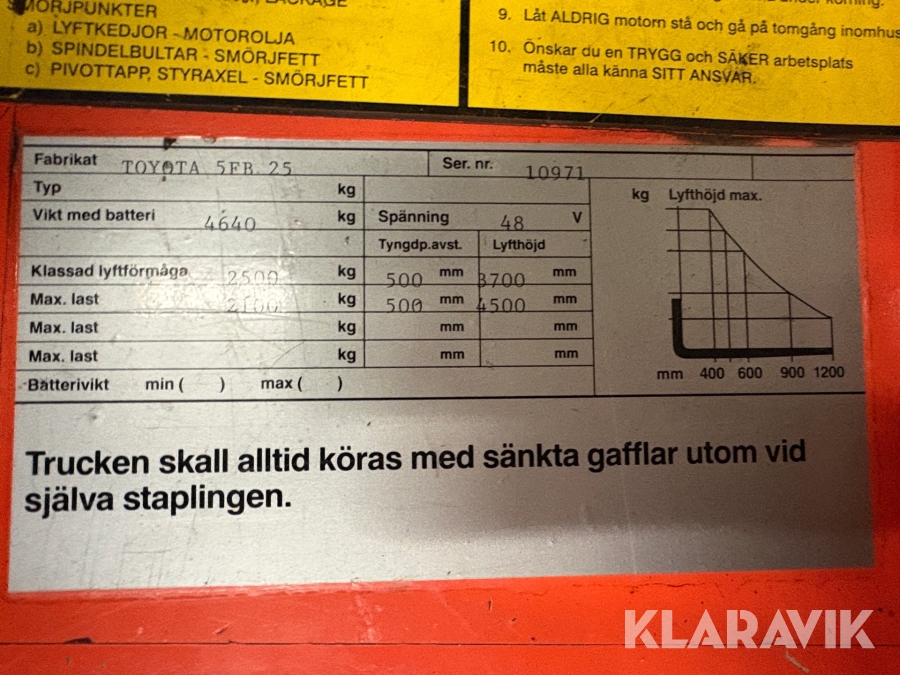 SMÖRJPUNKTER
a) LYFTKEDJOR - MOTOROLJA
b) SPINDELBULTAR - SMÖRJFETT
c) PIVOTTAPP, STYRAXEL - SMÖRJFETT
9. Låt ALDRIG motorn stå och gå på tomgång inomhus
10. Önskar du en TRYGG och SÄKER arbetsplats
måste alla känna SITT ANSVAR.
Fabrikat TOYOTA 5FB 25 Ser. nr. 10971
Typ kg
Vikt med batteri 4640 kg Spänning 48 V
Tyngdp.avst. Lyfthöjd
Klassad lyftförmåga 2500 kg 500 mm 3700 mm
Max. last kg 500 mm 4500 mm
Max. last kg mm mm
Max. last kg mm mm
Batterivikt min ( ) max ( )
kg Lyfthöjd max.
mm 400 600 900 1200
Trucken skall alltid köras med sänkta gafflar utom vid
själva staplingen.
KLARAVIK